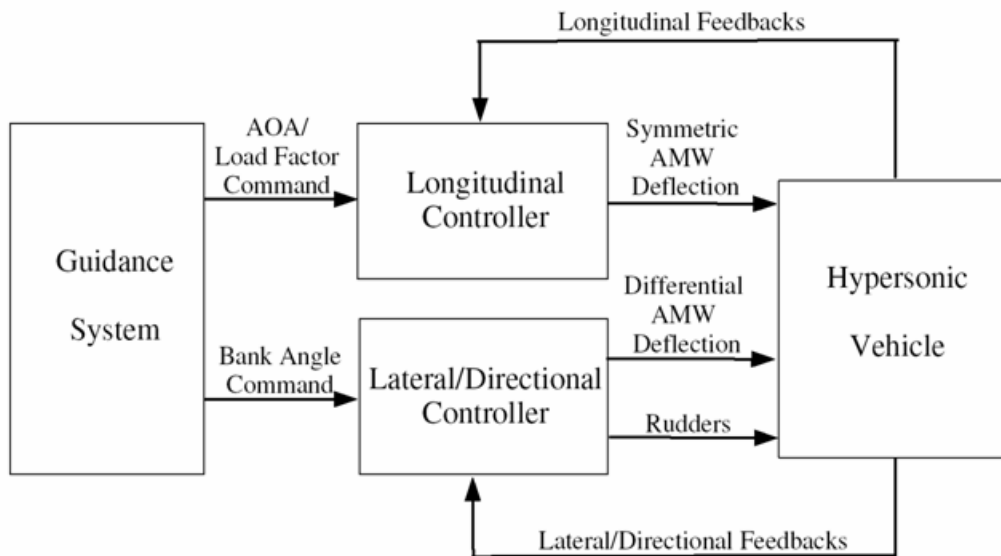 Longitudinal Feedbacks
AOA/
Load Factor
Command
Symmetric
AMW
Deflection
Longitudinal
Controller
Guidance
System
Hypersonic
Vehicle
Differential
AMW
Deflection
Bank Angle
Command
Lateral/Directional
Controller
Rudders
Lateral/Directional Feedbacks